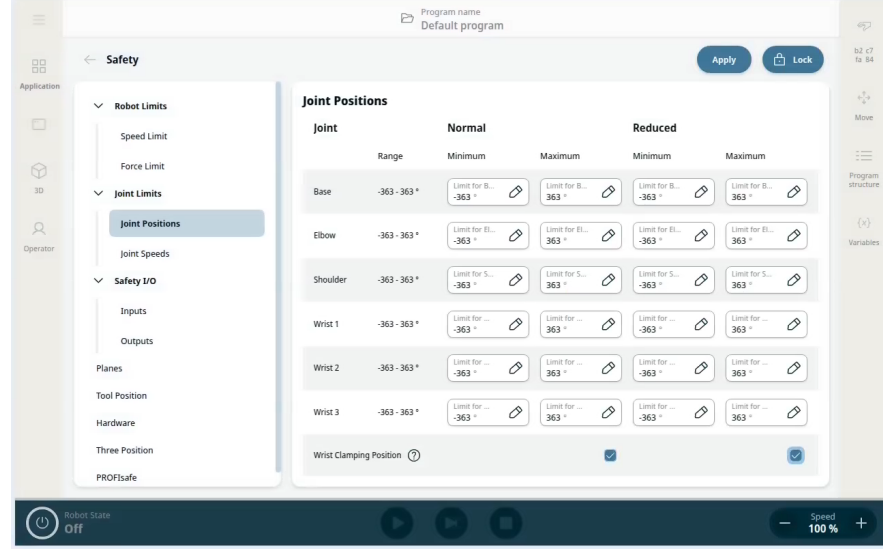 Program name
Default program
b2 c7
fa 84
Safety
Apply
Lock
Application
3D
Operator
Move
Program
structure
{x}
Variables
Robot Limits
Speed Limit
Force Limit
Joint Limits
Joint Positions
Joint Speeds
Safety I/O
Inputs
Outputs
Planes
Tool Position
Hardware
Three Position
PROFIsafe
Joint Positions
Joint Normal Reduced
Range Minimum Maximum Minimum Maximum
Limit for B... Limit for B... Limit for B... Limit for B...
Base -363 - 363 ° -363 ° 363 ° -363 ° 363 °
Limit for El... Limit for El... Limit for El... Limit for El...
Elbow -363 - 363 ° -363 ° 363 ° -363 ° 363 °
Limit for S... Limit for S... Limit for S... Limit for S...
Shoulder -363 - 363 ° -363 ° 363 ° -363 ° 363 °
Limit for ... Limit for ... Limit for ... Limit for ...
Wrist 1 -363 - 363 ° -363 ° 363 ° -363 ° 363 °
Limit for ... Limit for ... Limit for ... Limit for ...
Wrist 2 -363 - 363 ° -363 ° 363 ° -363 ° 363 °
Limit for ... Limit for ... Limit for ... Limit for ...
Wrist 3 -363 - 363 ° -363 ° 363 ° -363 ° 363 °
Wrist Clamping Position ?
Robot State
Off
Speed
100 %